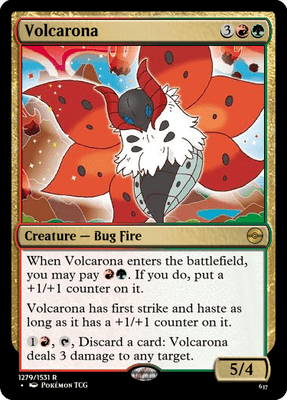 Volcarona 3
Creature — Bug Fire
When Volcarona enters the battlefield,
you may pay . If you do, put a
+1/+1 counter on it.
Volcarona has first strike and haste as
long as it has a +1/+1 counter on it.
1, , Discard a card: Volcarona
deals 3 damage to any target.
5/4
1279/1531 R
• Pokémon TCG
637